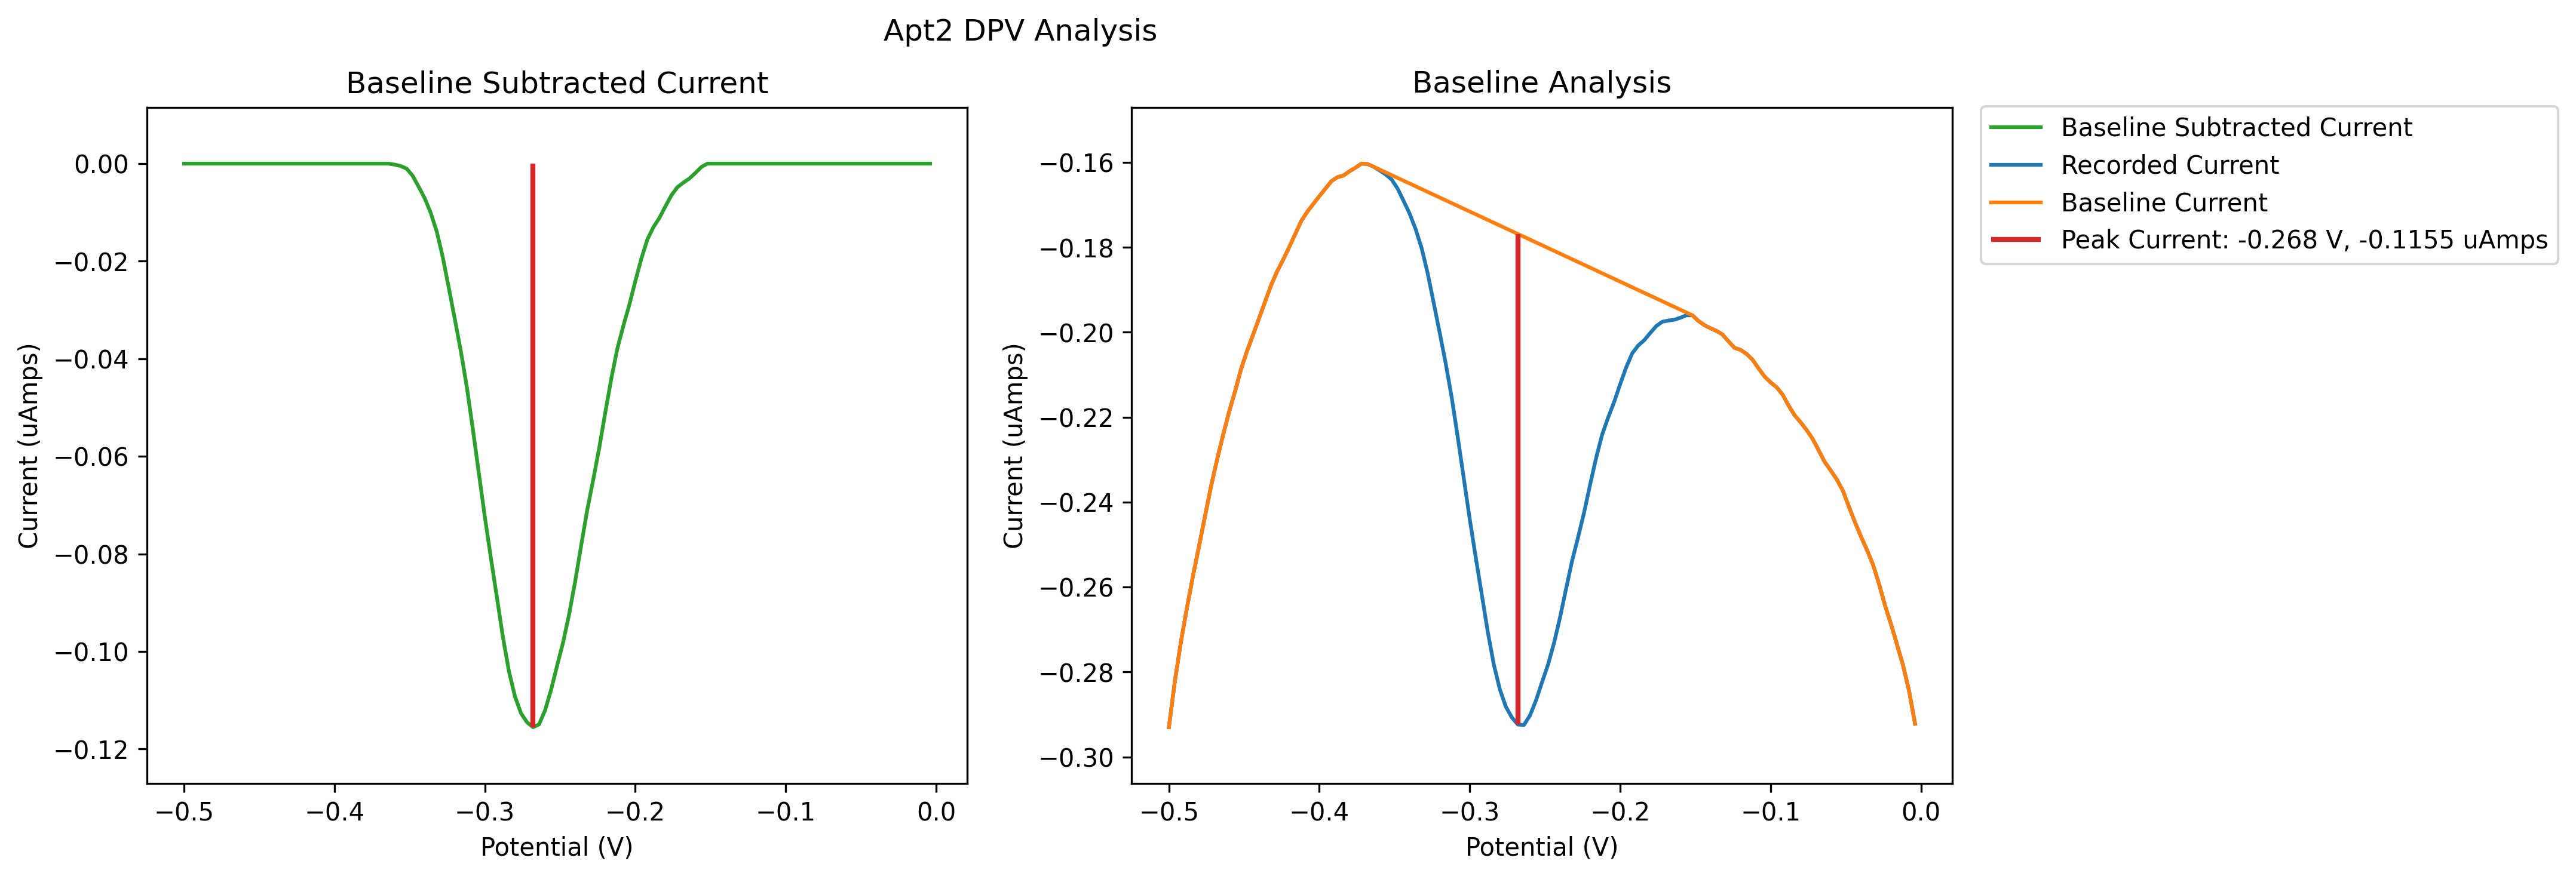 Apt2 DPV Analysis
Baseline Subtracted Current
Current (uAmps)
0.00
−0.02
−0.04
−0.06
−0.08
−0.10
−0.12
−0.5 −0.4 −0.3 −0.2 −0.1 0.0
Potential (V)
Baseline Analysis
Current (uAmps)
−0.16
−0.18
−0.20
−0.22
−0.24
−0.26
−0.28
−0.30
−0.5 −0.4 −0.3 −0.2 −0.1 0.0
Potential (V)
Baseline Subtracted Current
Recorded Current
Baseline Current
Peak Current: -0.268 V, -0.1155 uAmps